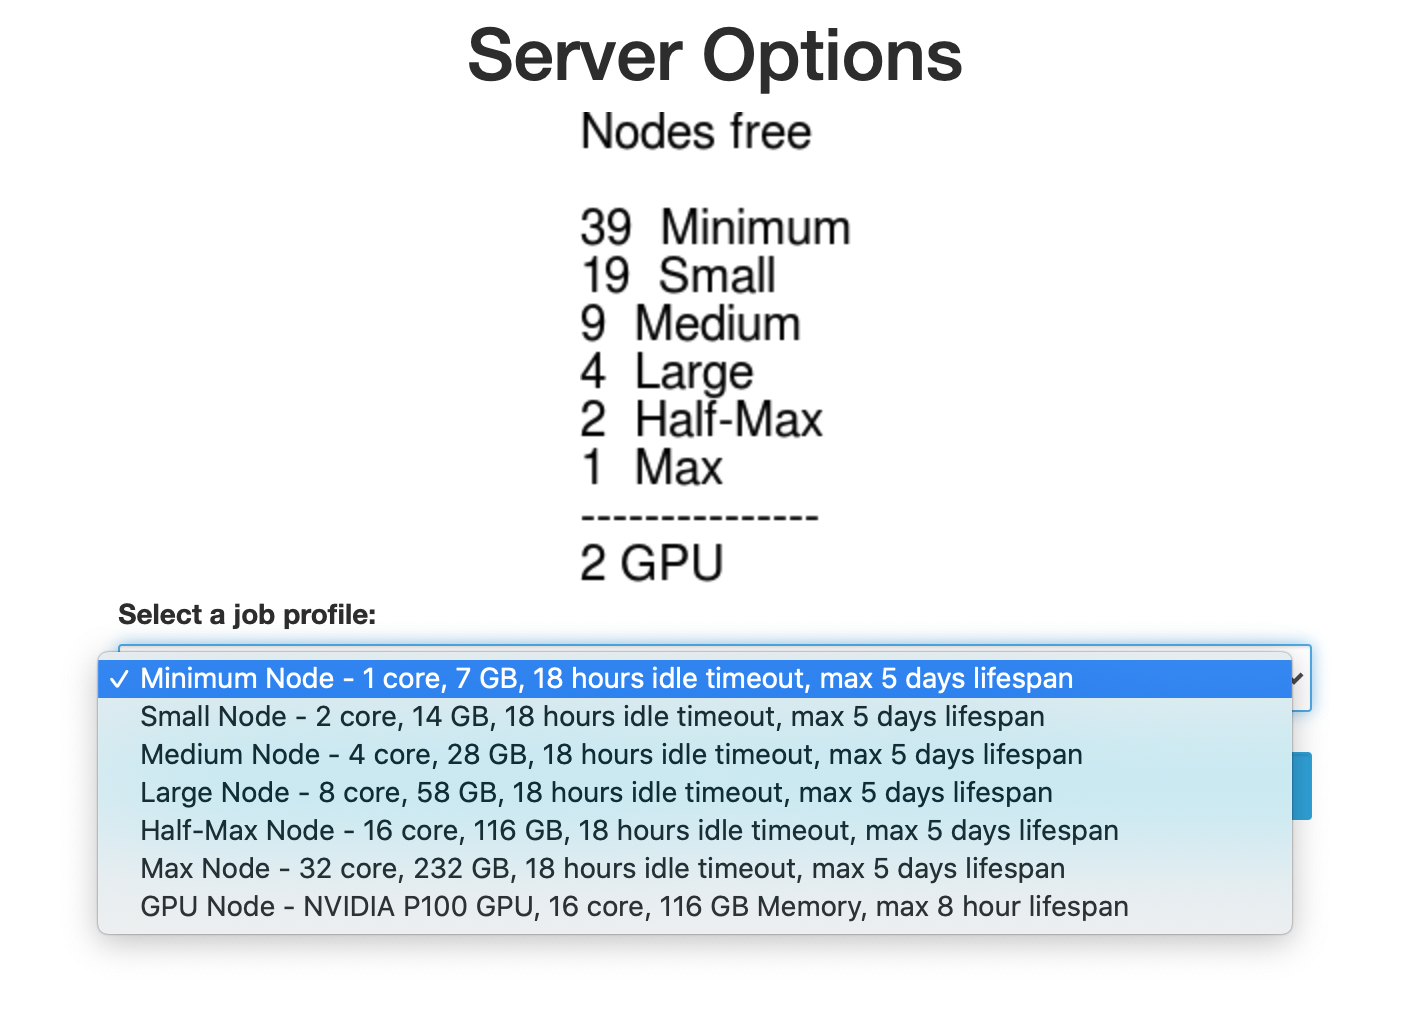 Server Options
Nodes free
39 Minimum
19 Small
9 Medium
4 Large
2 Half-Max
1 Max
---------------
2 GPU
Select a job profile:
✓ Minimum Node - 1 core, 7 GB, 18 hours idle timeout, max 5 days lifespan
Small Node - 2 core, 14 GB, 18 hours idle timeout, max 5 days lifespan
Medium Node - 4 core, 28 GB, 18 hours idle timeout, max 5 days lifespan
Large Node - 8 core, 58 GB, 18 hours idle timeout, max 5 days lifespan
Half-Max Node - 16 core, 116 GB, 18 hours idle timeout, max 5 days lifespan
Max Node - 32 core, 232 GB, 18 hours idle timeout, max 5 days lifespan
GPU Node - NVIDIA P100 GPU, 16 core, 116 GB Memory, max 8 hour lifespan